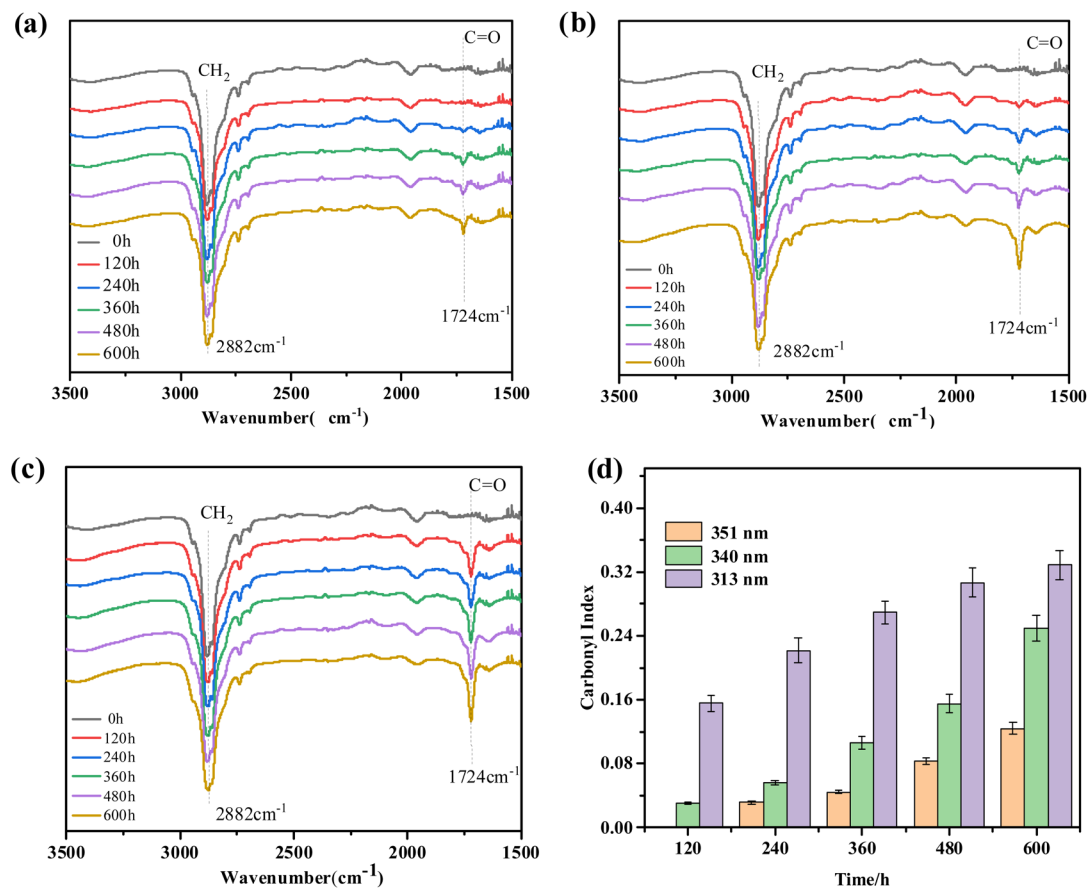 (a)
C=O
CH2
0h
120h
240h
360h
480h
600h
2882cm-1
1724cm-1
3500 3000 2500 2000 1500
Wavenumber( cm-1)
(b)
C=O
CH2
0h
120h
240h
360h
480h
600h
2882cm-1
1724cm-1
3500 3000 2500 2000 1500
Wavenumber( cm-1)
(c)
C=O
CH2
0h
120h
240h
360h
480h
600h
2882cm-1
1724cm-1
3500 3000 2500 2000 1500
Wavenumber(cm-1)
(d)
0.40
0.32
0.24
0.16
0.08
0.00
Carbonyl Index
351 nm
340 nm
313 nm
120 240 360 480 600
Time/h